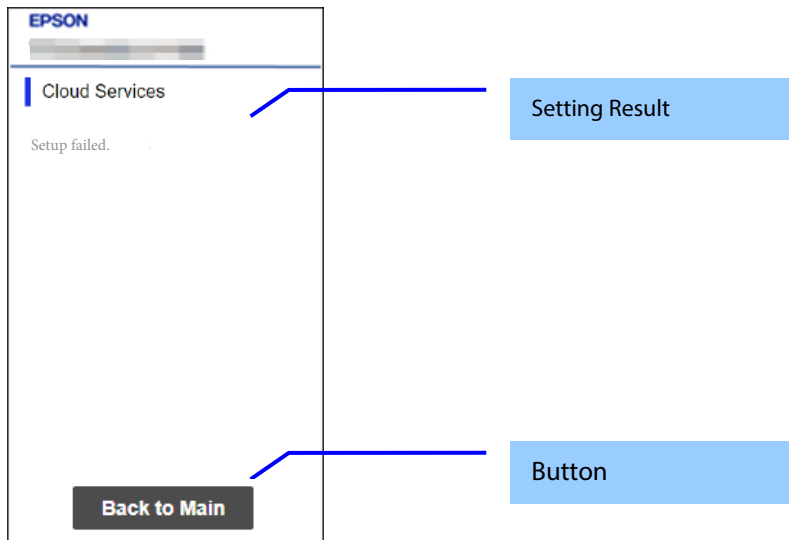 EPSON
Cloud Services
Setting Result
Setup failed.
Button
Back to Main